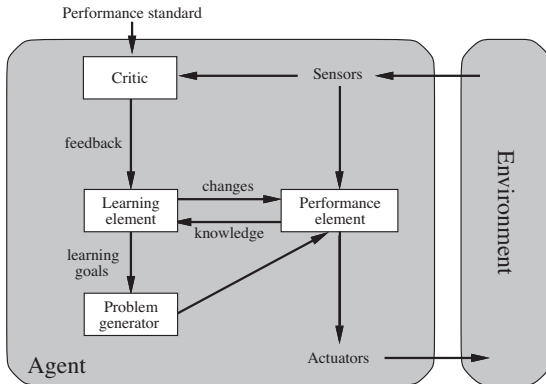 Performance standard
Critic
Sensors
feedback
changes
Learning
element
Performance
element
knowledge
learning
goals
Problem
generator
Agent
Actuators
Environment